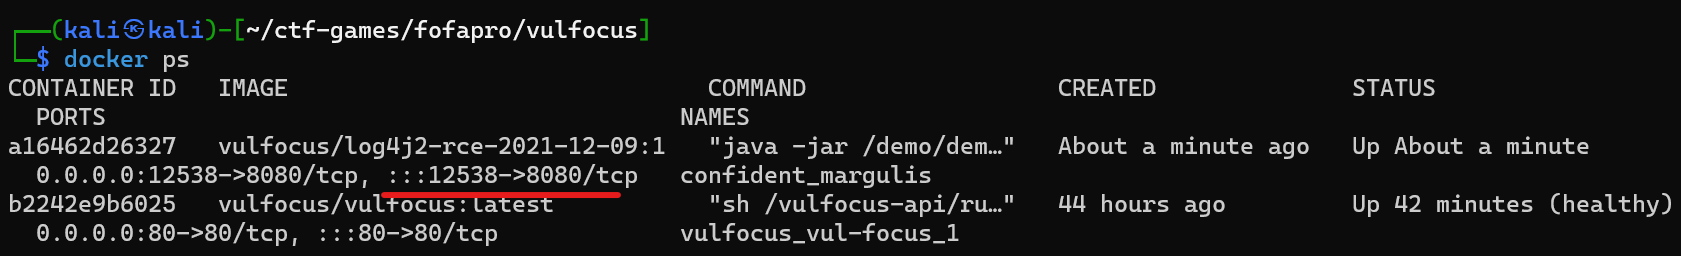 ┌──(kali㉿kali)-[~/ctf-games/fofapro/vulfocus]
└─$ docker ps
CONTAINER ID   IMAGE                              COMMAND                  CREATED              STATUS
  PORTS                                         NAMES
a16462d26327   vulfocus/log4j2-rce-2021-12-09:1   "java -jar /demo/dem…"   About a minute ago   Up About a minute
  0.0.0.0:12538->8080/tcp, :::12538->8080/tcp   confident_margulis
b2242e9b6025   vulfocus/vulfocus:latest           "sh /vulfocus-api/ru…"   44 hours ago         Up 42 minutes (healthy)
  0.0.0.0:80->80/tcp, :::80->80/tcp             vulfocus_vul-focus_1